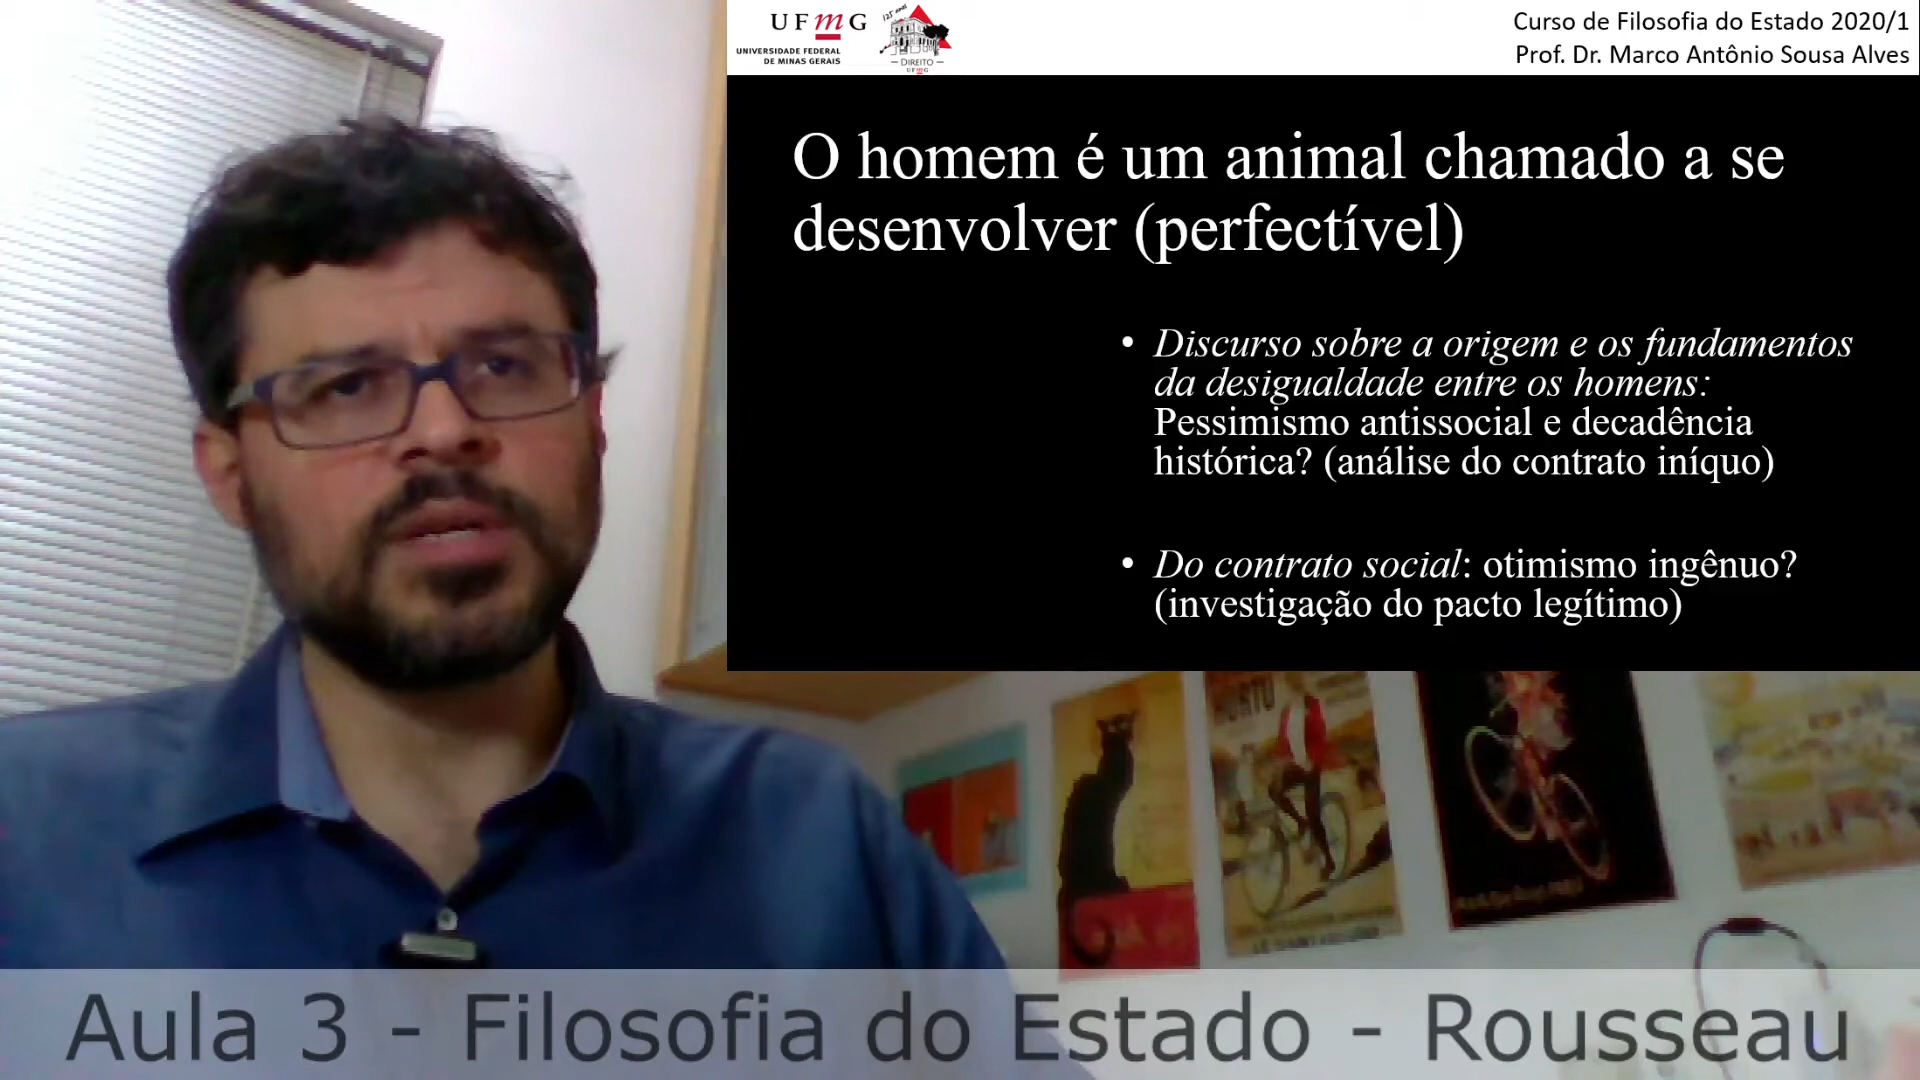 UFmG
UNIVERSIDADE FEDERAL
DE MINAS GERAIS
125 anos
DIREITO
UFmG
Curso de Filosofia do Estado 2020/1
Prof. Dr. Marco Antônio Sousa Alves
O homem é um animal chamado a se
desenvolver (perfectível)
• Discurso sobre a origem e os fundamentos
da desigualdade entre os homens:
Pessimismo antissocial e decadência
histórica? (análise do contrato iníquo)
• Do contrato social: otimismo ingênuo?
(investigação do pacto legítimo)
Aula 3 - Filosofia do Estado - Rousseau